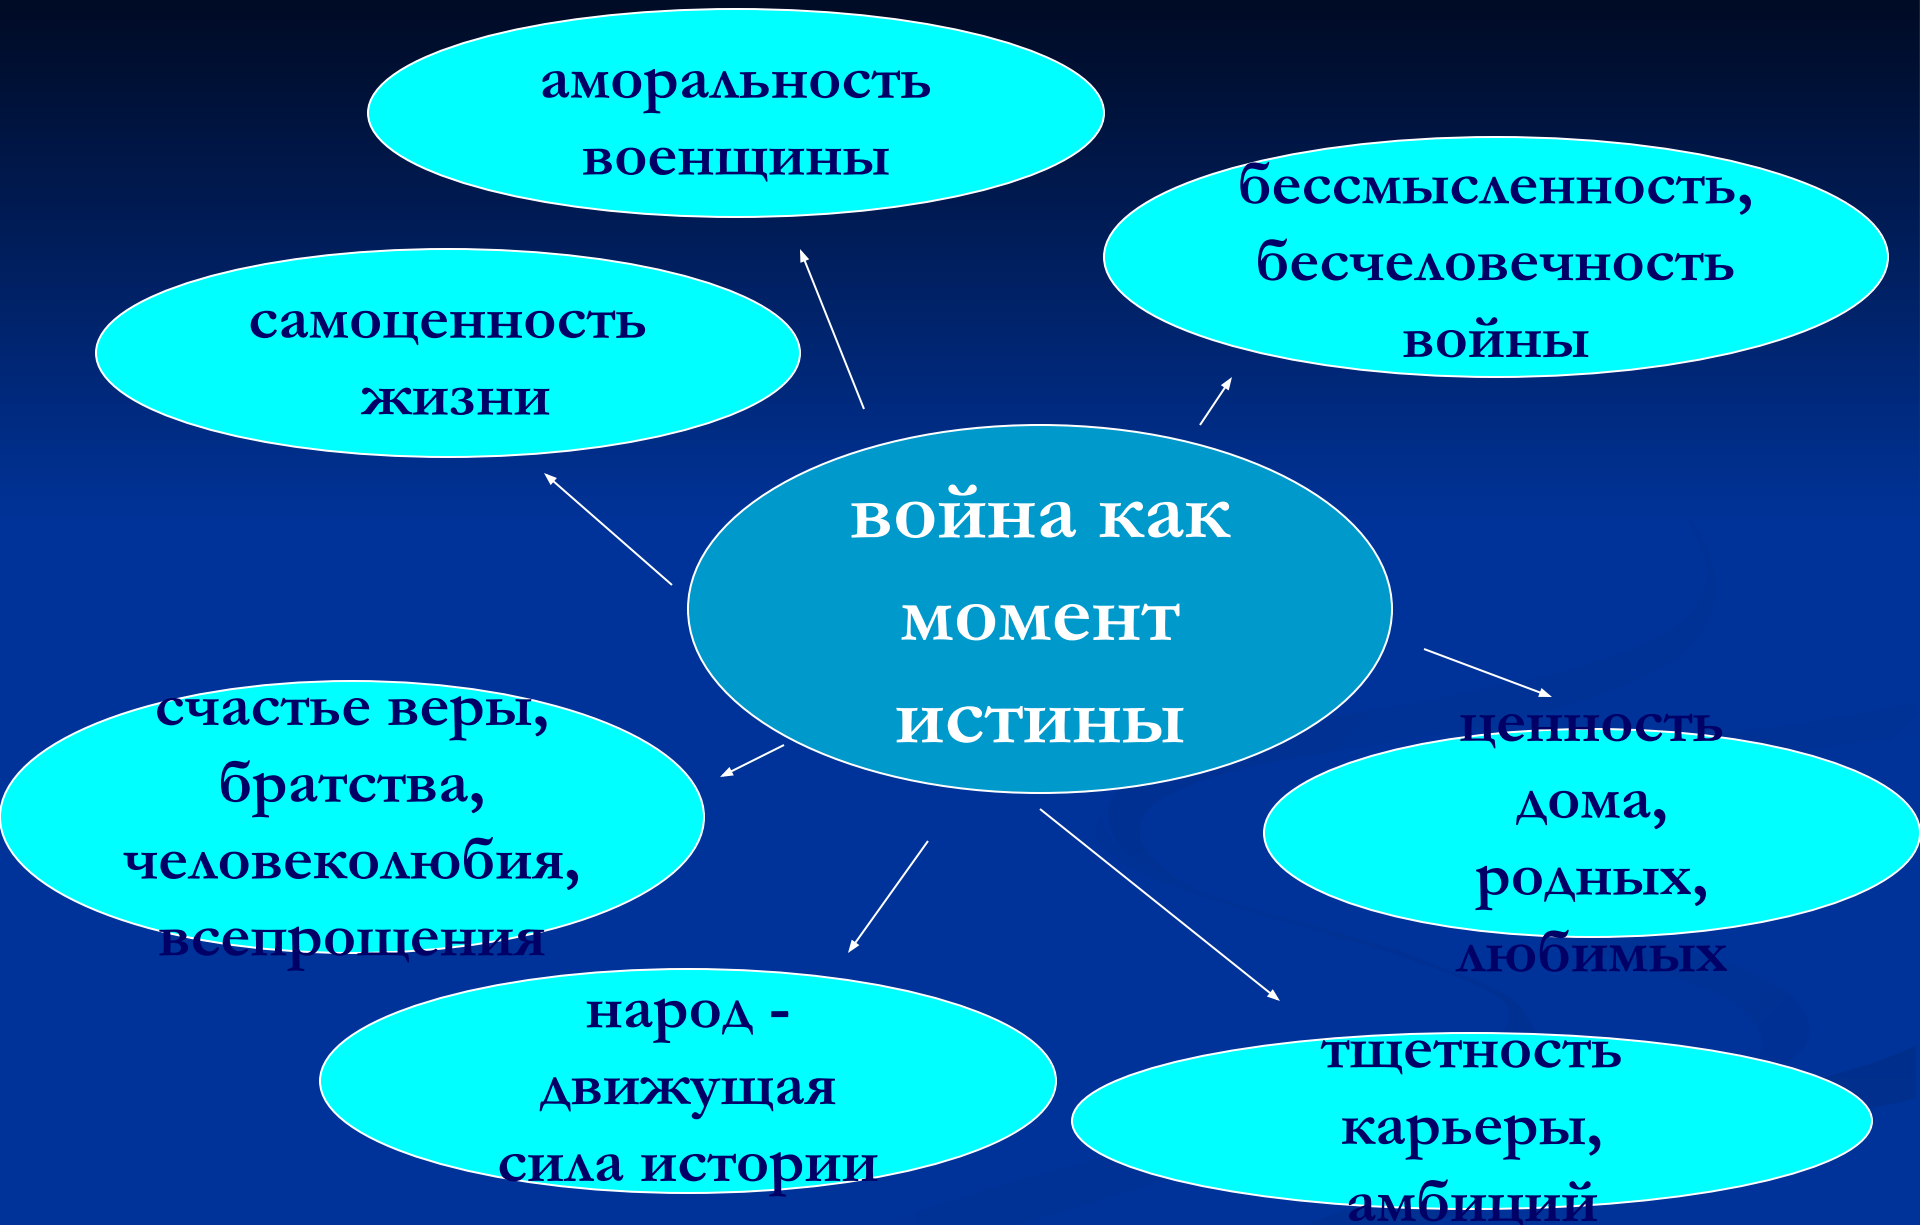 аморальность
военщины
бессмысленность,
бесчеловечность
войны
самоценность
жизни
война как
момент
истины
счастье веры,
братства,
человеколюбия,
всепрощения
ценность
дома,
родных,
любимых
народ -
движущая
сила истории
тщетность
карьеры,
амбиций